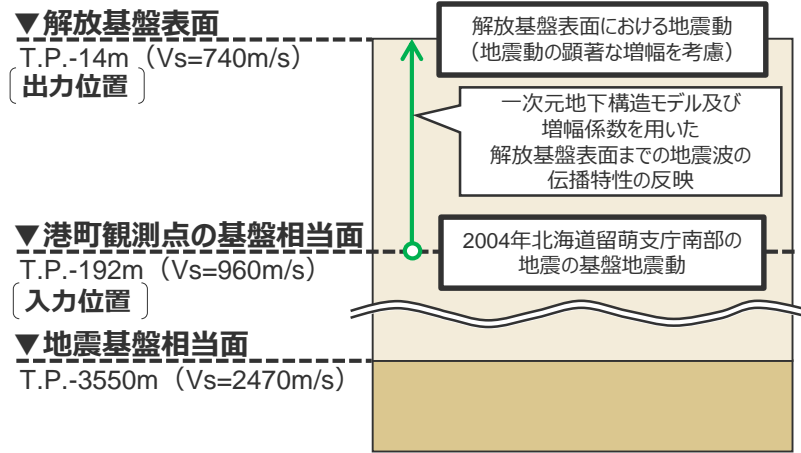 ▼解放基盤表面
T.P.-14m（Vs=740m/s）
〔出力位置〕
解放基盤表面における地震動
（地震動の顕著な増幅を考慮）
一次元地下構造モデル及び
増幅係数を用いた
解放基盤表面までの地震波の
伝播特性の反映
▼港町観測点の基盤相当面
T.P.-192m（Vs=960m/s）
〔入力位置〕
2004年北海道留萌支庁南部の
地震の基盤地震動
▼地震基盤相当面
T.P.-3550m（Vs=2470m/s）